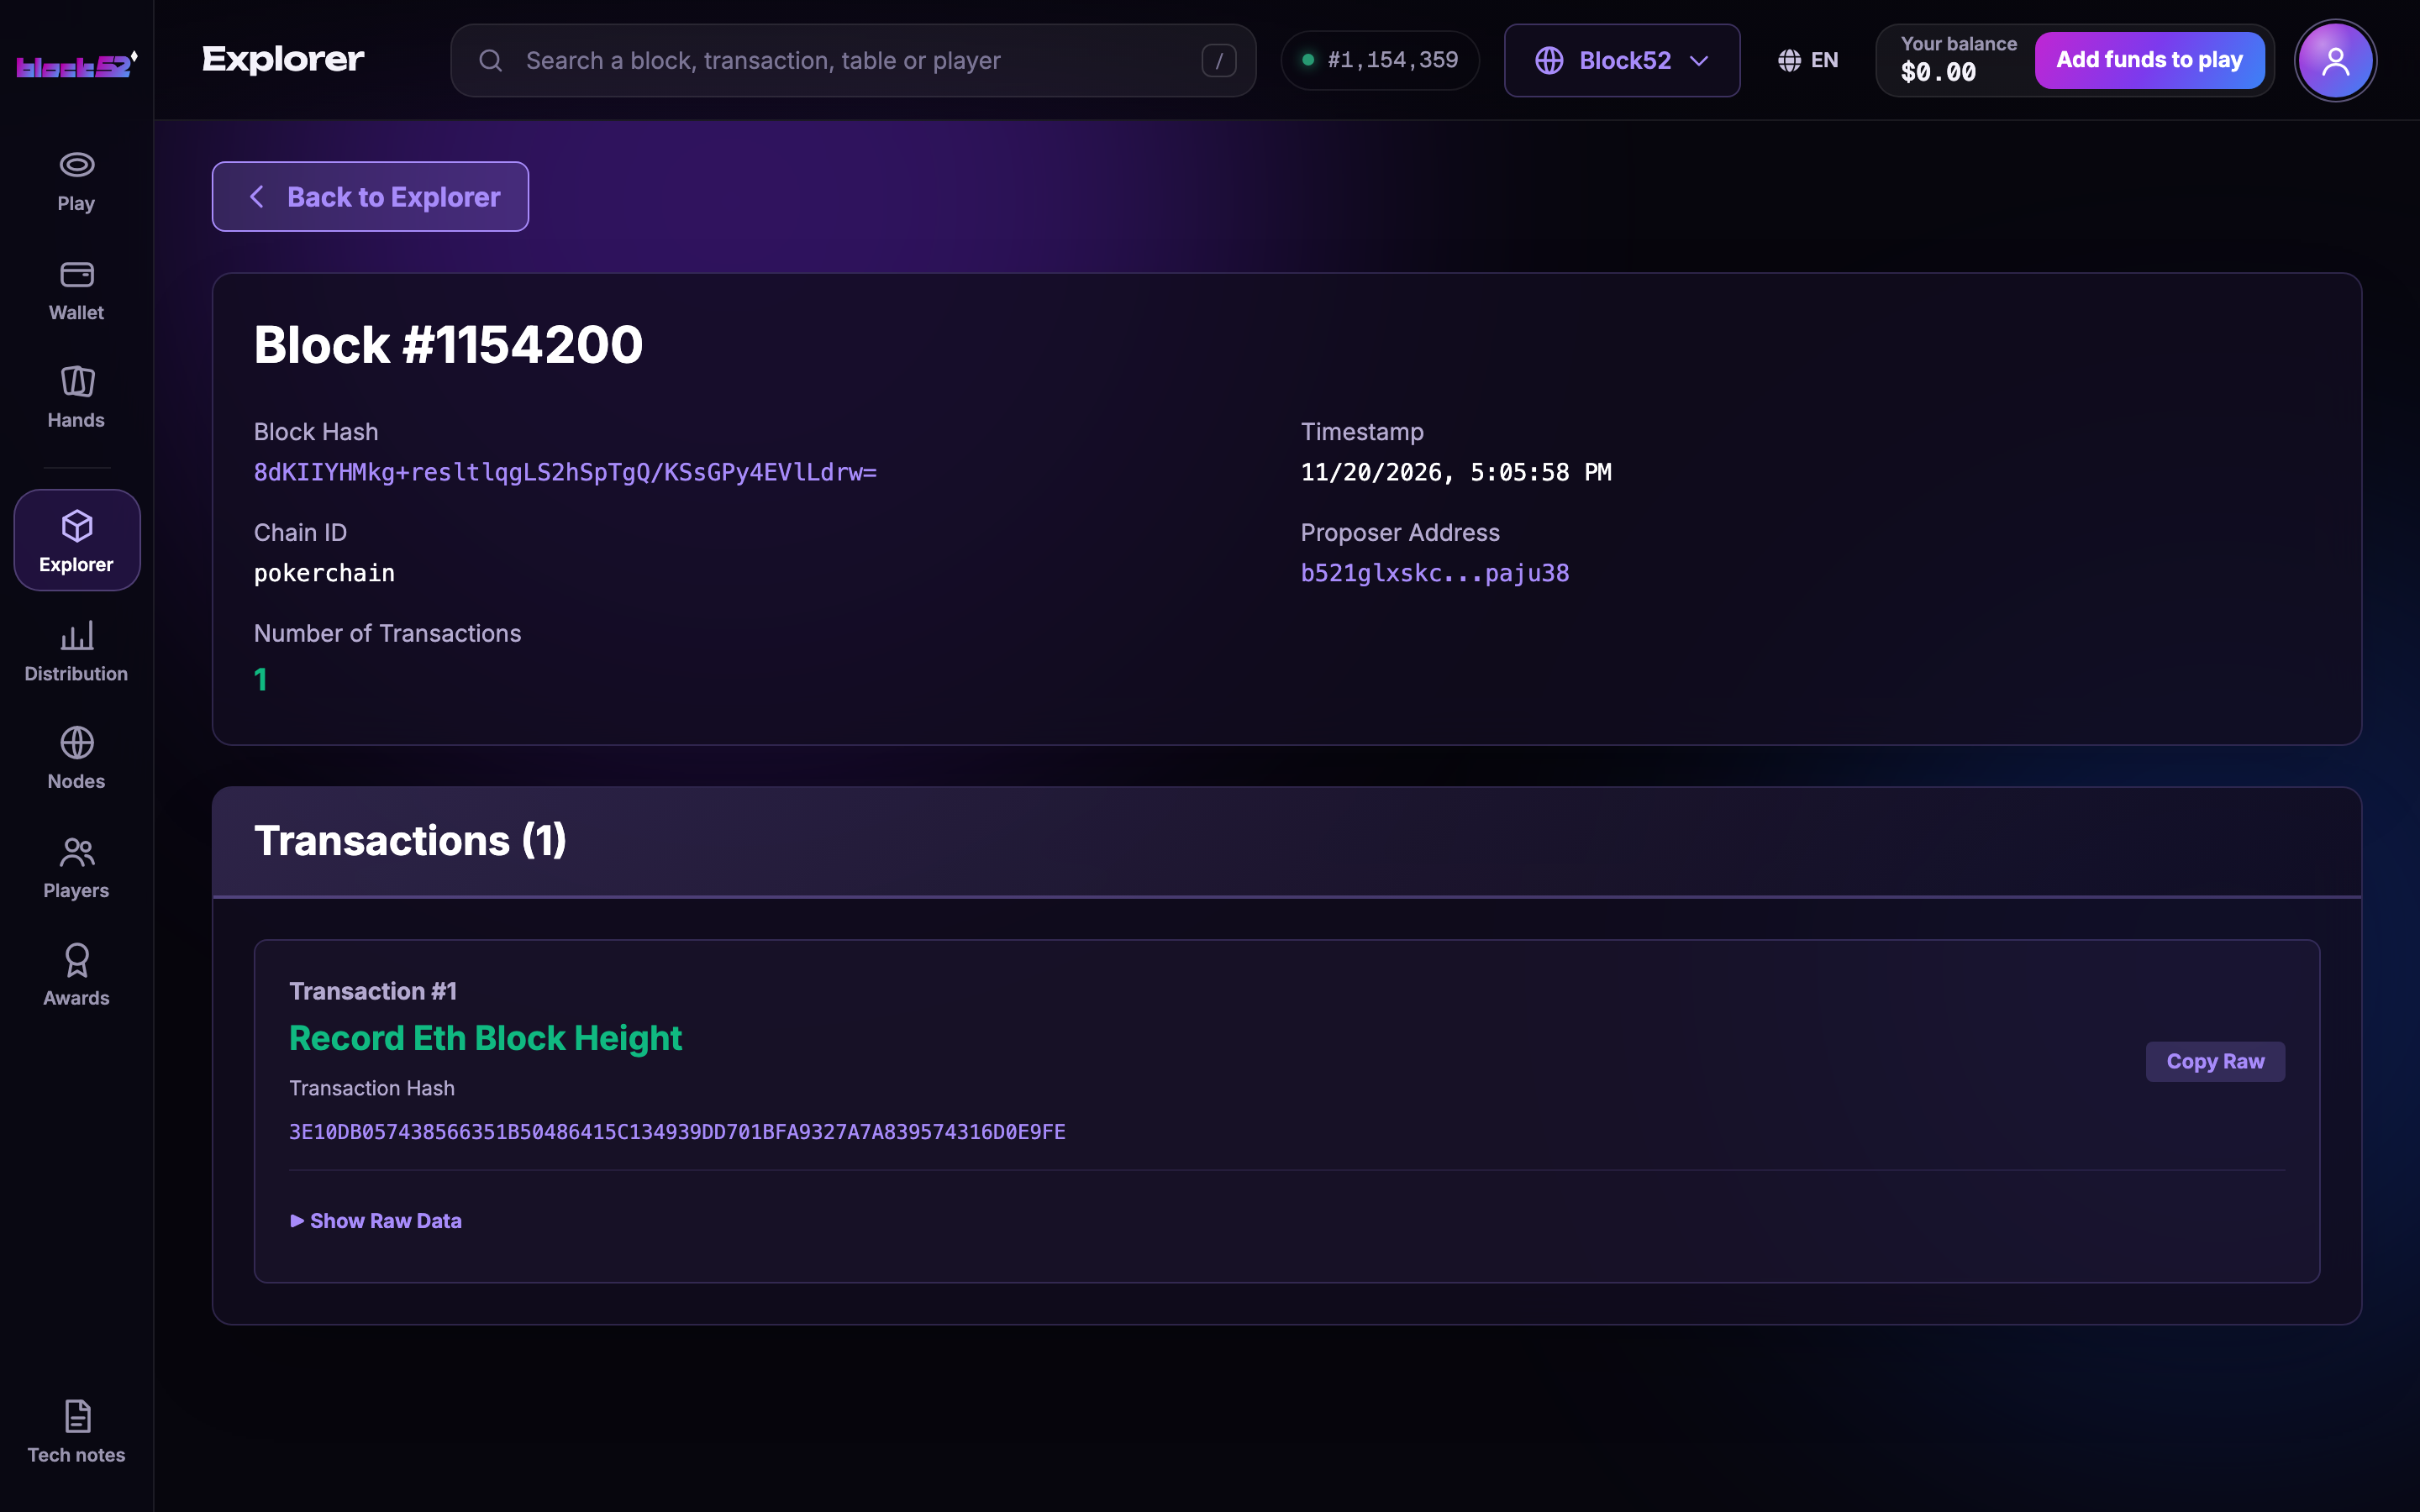 block52
Explorer
Search a block, transaction, table or player
/
#1,154,359
Block52
EN
Your balance
$0.00
Add funds to play
Play
Wallet
Hands
Explorer
Distribution
Nodes
Players
Awards
Tech notes
Back to Explorer
Block #1154200
Block Hash
8dKIIYHMkg+resltlqgLS2hSpTgQ/KSsGPy4EVlLdrw=
Timestamp
11/20/2026, 5:05:58 PM
Chain ID
pokerchain
Proposer Address
b521glxskc...paju38
Number of Transactions
1
Transactions (1)
Transaction #1
Record Eth Block Height
Transaction Hash
3E10DB057438566351B50486415C134939DD701BFA9327A7A839574316D0E9FE
Copy Raw
Show Raw Data